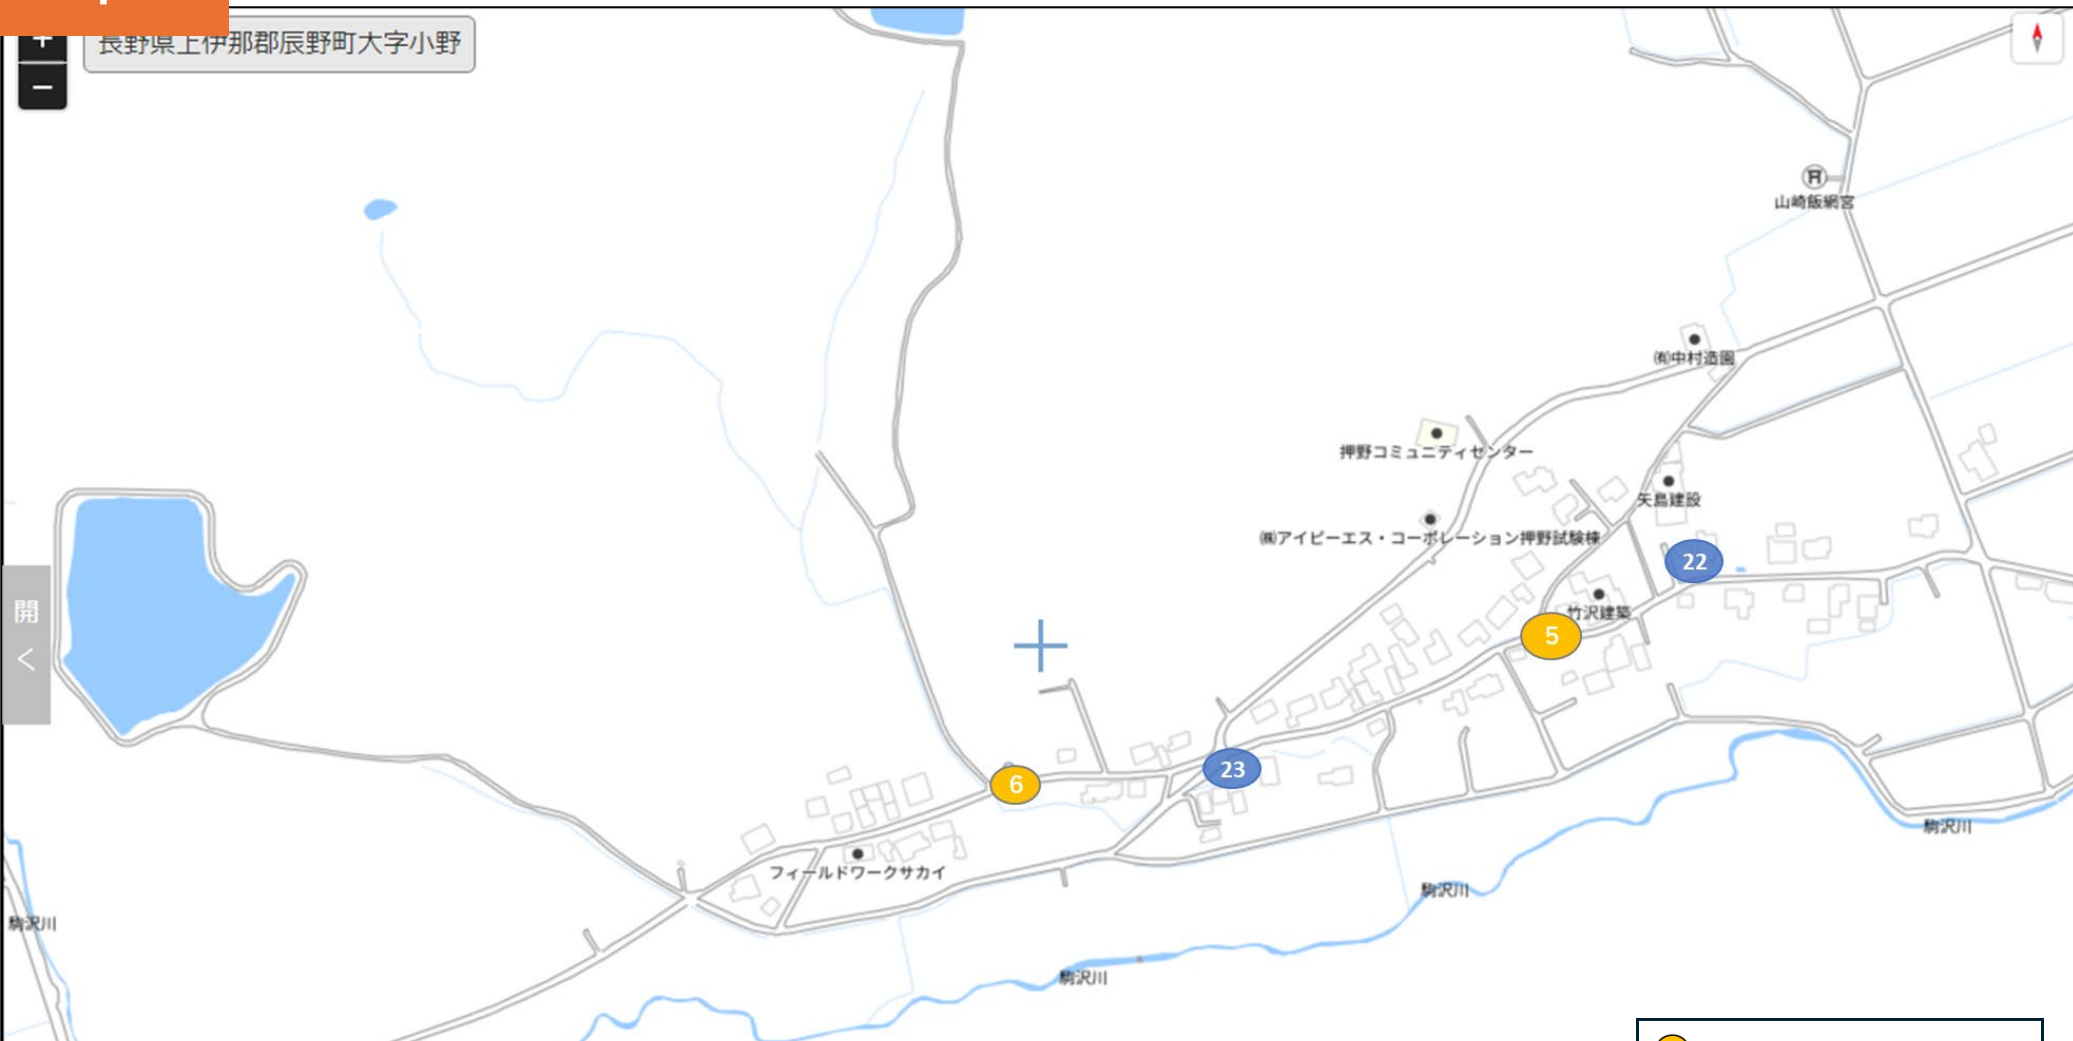 +
長野県上伊那郡辰野町大字小野
−
山崎飯網宮
㈲中村造園
押野コミュニティセンター
矢島建設
㈱アイピーエス・コーポレーション押野試験棟
22
竹沢建築
開
<
5
23
6
フィールドワークサカイ
駒沢川
駒沢川
駒沢川
駒沢川